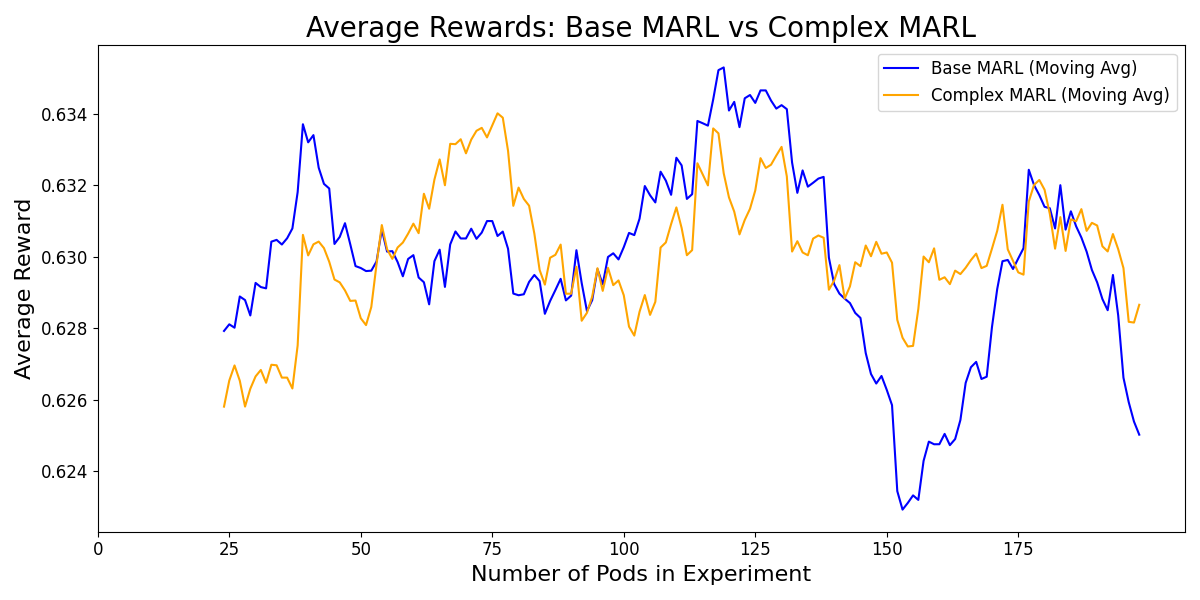 Average Rewards: Base MARL vs Complex MARL
Base MARL (Moving Avg)
Complex MARL (Moving Avg)
Average Reward
0.634
0.632
0.630
0.628
0.626
0.624
0 25 50 75 100 125 150 175
Number of Pods in Experiment